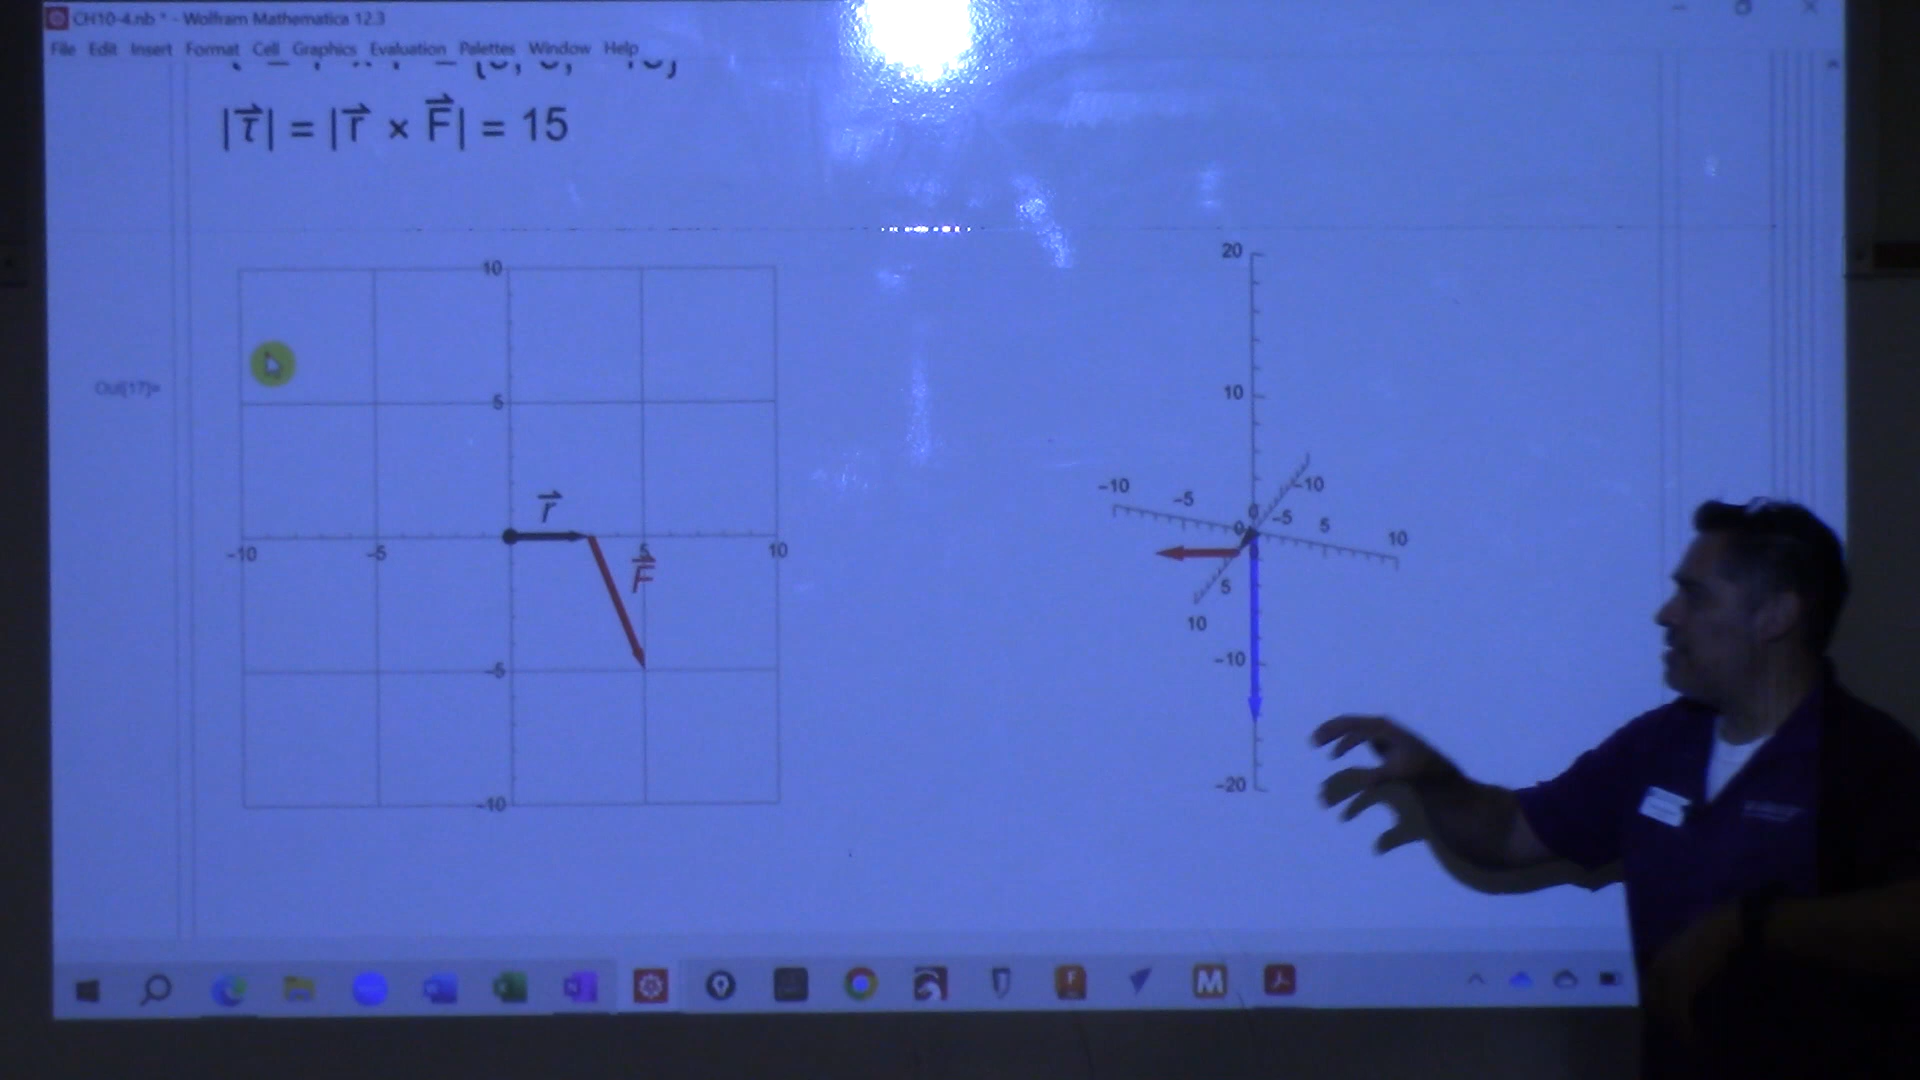 CH10-4.nb * - Wolfram Mathematica 12.3
File Edit Insert Format Cell Graphics Evaluation Palettes Window Help
|τ⃗| = |r⃗ × F⃗| = 15
Out[17]=
10
5
-10 -5 5 10
-5
-10
r⃗
F⃗
20
10
-10 -5 0 5 10
-10 -5 0 5 10
-10
-20